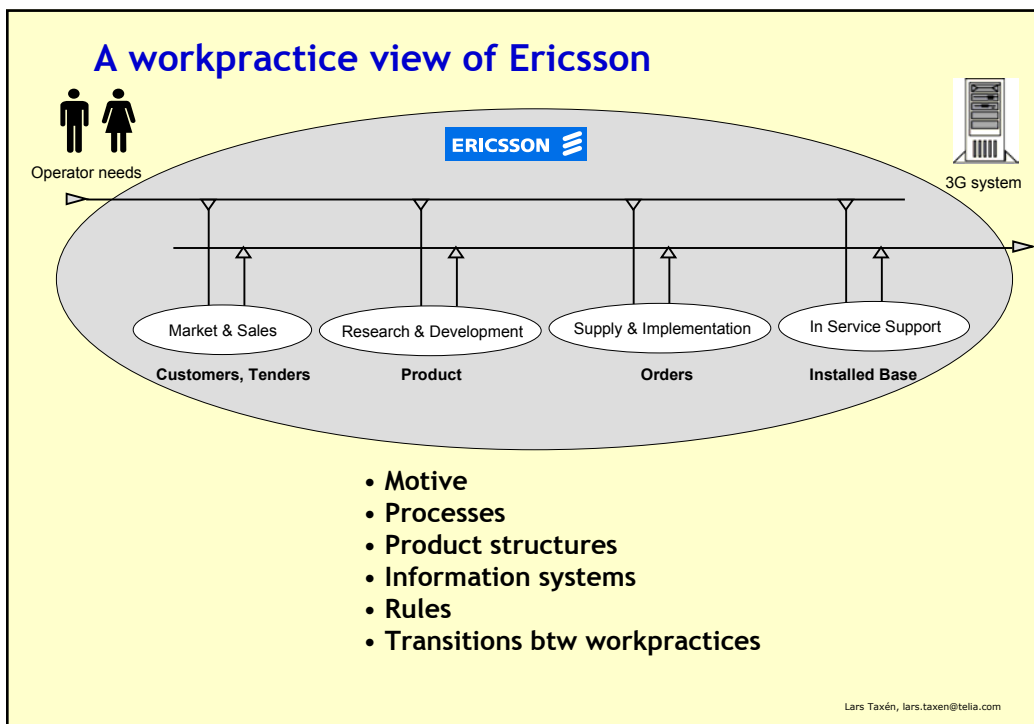 A workpractice view of Ericsson
ERICSSON
Operator needs
3G system
Market & Sales
Research & Development
Supply & Implementation
In Service Support
Customers, Tenders
Product
Orders
Installed Base
• Motive
• Processes
• Product structures
• Information systems
• Rules
• Transitions btw workpractices
Lars Taxén, lars.taxen@telia.com